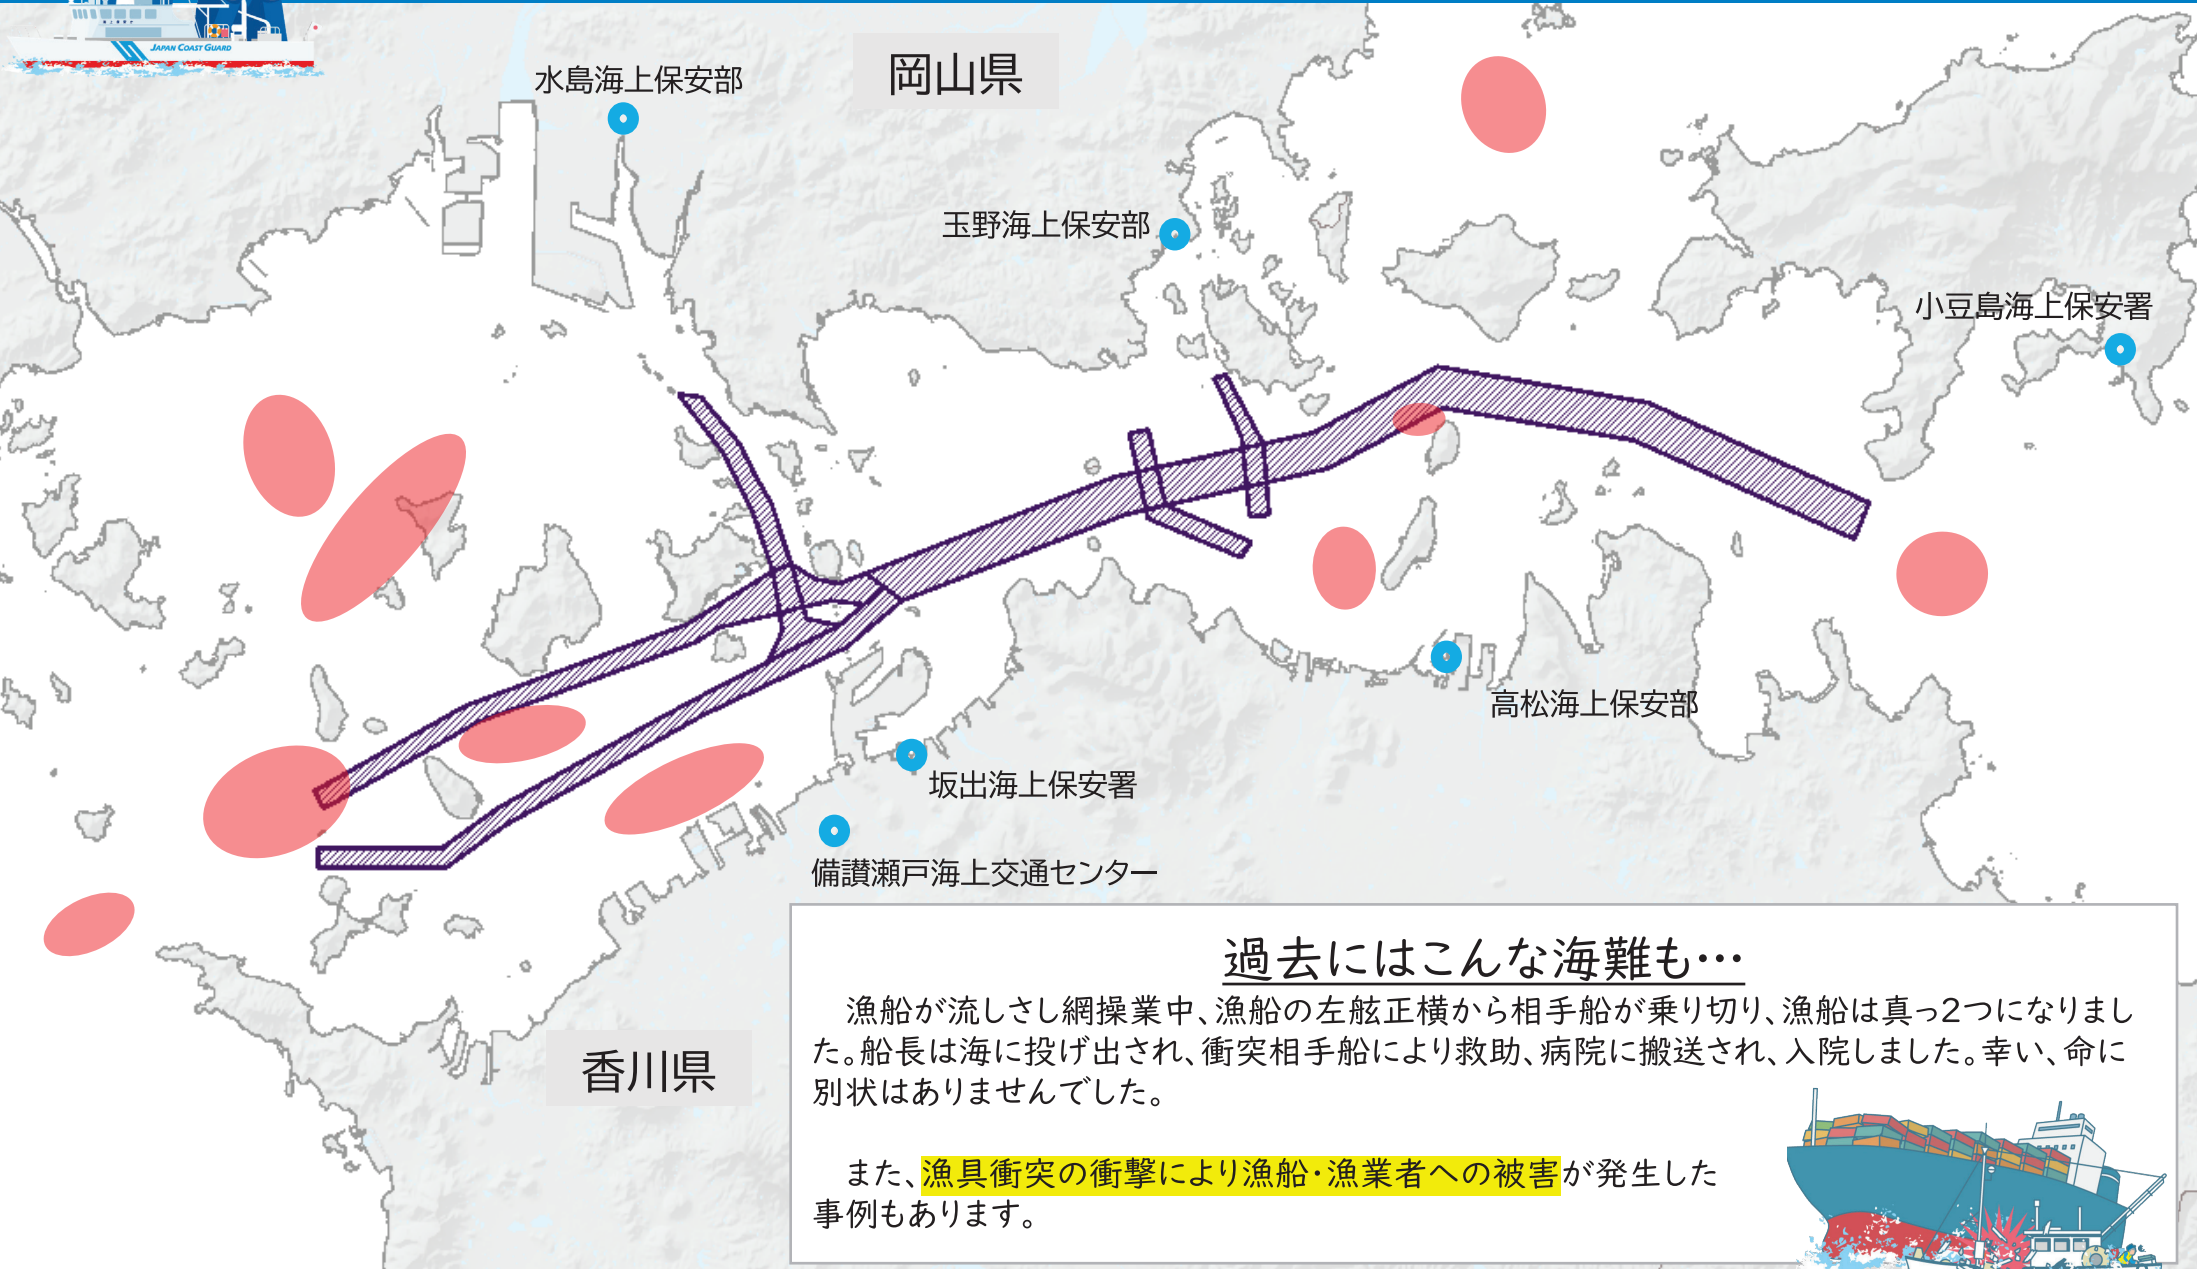 JAPAN COAST GUARD
水島海上保安部
岡山県
玉野海上保安部
小豆島海上保安署
高松海上保安部
坂出海上保安署
備讃瀬戸海上交通センター
香川県
過去にはこんな海難も…
漁船が流しさし網操業中、漁船の左舷正横から相手船が乗り切り、漁船は真っ2つになりまし
た。船長は海に投げ出され、衝突相手船により救助、病院に搬送され、入院しました。幸い、命に
別状はありませんでした。
また、漁具衝突の衝撃により漁船・漁業者への被害が発生した
事例もあります。